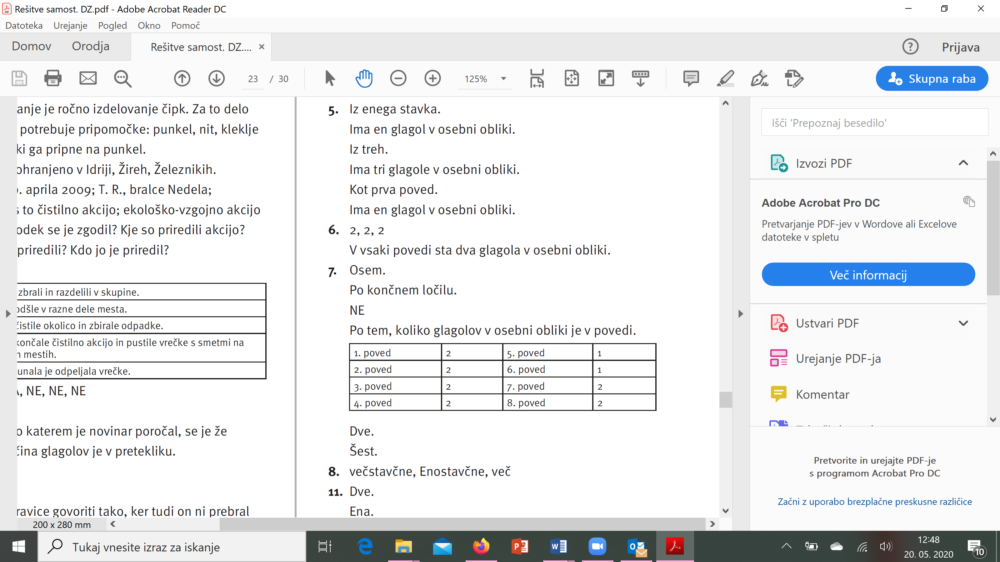 Rešitve samost. DZ.pdf - Adobe Acrobat Reader DC
Datoteka Urejanje Pogled Okno Pomoč
Domov Orodja Rešitve samost. DZ.... × Prijava
23 / 30 125% Skupna raba
anje je ročno izdelovanje čipk. Za to delo
potrebuje pripomočke: punkel, nit, kleklje
ki ga pripne na punkel.
ohranjeno v Idriji, Žireh, Železnikih.
. aprila 2009; T. R., bralce Nedela;
s to čistilno akcijo; ekološko-vzgojno akcijo
odek se je zgodil? Kje so priredili akcijo?
priredili? Kdo jo je priredil?
zbrali in razdelili v skupine.
odšle v razne dele mesta.
čistile okolico in zbirale odpadke.
končale čistilno akcijo in pustile vrečke s smetmi na
mestih.
unala je odpeljala vrečke.
, NE, NE, NE
o katerem je novinar poročal, se je že
čina glagolov je v pretekliku.
ravice govoriti tako, ker tudi on ni prebral
200 x 280 mm
5. Iz enega stavka.
Ima en glagol v osebni obliki.
Iz treh.
Ima tri glagole v osebni obliki.
Kot prva poved.
Ima en glagol v osebni obliki.
6. 2, 2, 2
V vsaki povedi sta dva glagola v osebni obliki.
7. Osem.
Po končnem ločilu.
NE
Po tem, koliko glagolov v osebni obliki je v povedi.
1. poved 2 5. poved 1
2. poved 2 6. poved 1
3. poved 2 7. poved 2
4. poved 2 8. poved 2
Dve.
Šest.
8. večstavčne, Enostavčne, več
11. Dve.
Ena.
Išči 'Prepoznaj besedilo'
Izvozi PDF
Adobe Acrobat Pro DC
Pretvarjanje PDF-jev v Wordove ali Excelove
datoteke v spletu
Več informacij
Ustvari PDF
Urejanje PDF-ja
Komentar
Pretvorite in urejajte PDF-je
s programom Acrobat Pro DC
Začni z uporabo brezplačne preskusne različice
Tukaj vnesite izraz za iskanje
12:48
20. 05. 2020
10